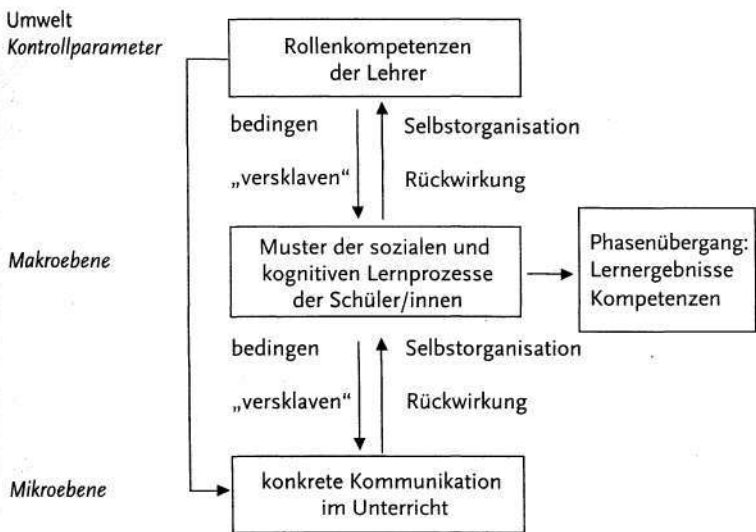 Umwelt
Kontrollparameter
Rollenkompetenzen
der Lehrer
bedingen
Selbstorganisation
„versklaven“
Rückwirkung
Makroebene
Muster der sozialen und
kognitiven Lernprozesse
der Schüler/innen
Phasenübergang:
Lernergebnisse
Kompetenzen
bedingen
Selbstorganisation
„versklaven“
Rückwirkung
Mikroebene
konkrete Kommunikation
im Unterricht